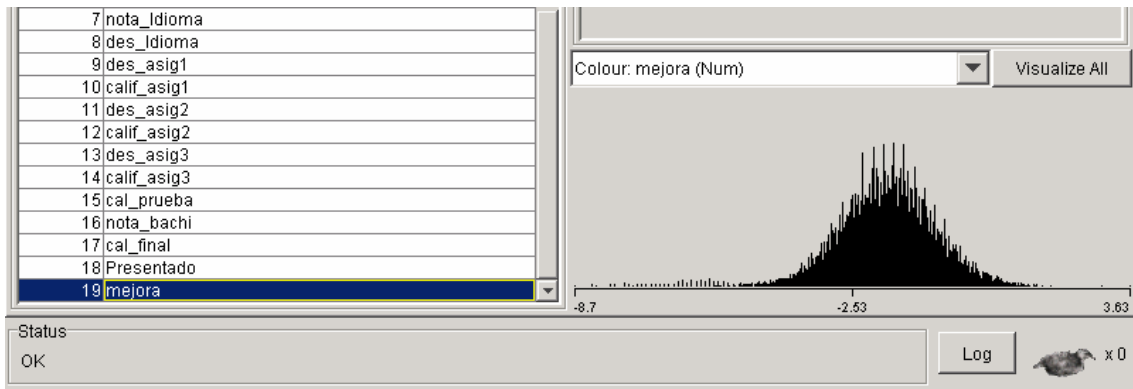 7 nota_Idioma
8 des_Idioma
9 des_asig1
10 calif_asig1
11 des_asig2
12 calif_asig2
13 des_asig3
14 calif_asig3
15 cal_prueba
16 nota_bachi
17 cal_final
18 Presentado
19 mejora
Colour: mejora (Num)
Visualize All
-8.7
-2.53
3.63
Status
OK
Log
x 0